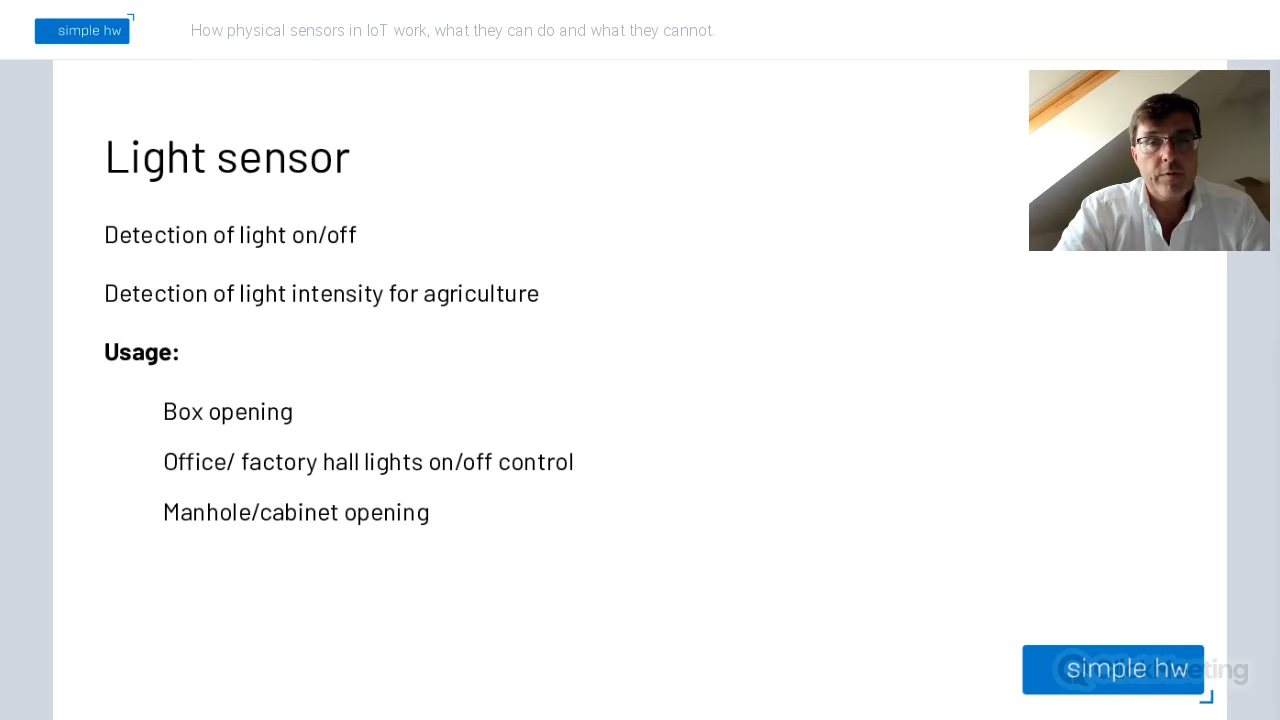 simple hw
How physical sensors in IoT work, what they can do and what they cannot.
Light sensor
Detection of light on/off
Detection of light intensity for agriculture
Usage:
Box opening
Office/ factory hall lights on/off control
Manhole/cabinet opening
simple hw
ClickMeeting